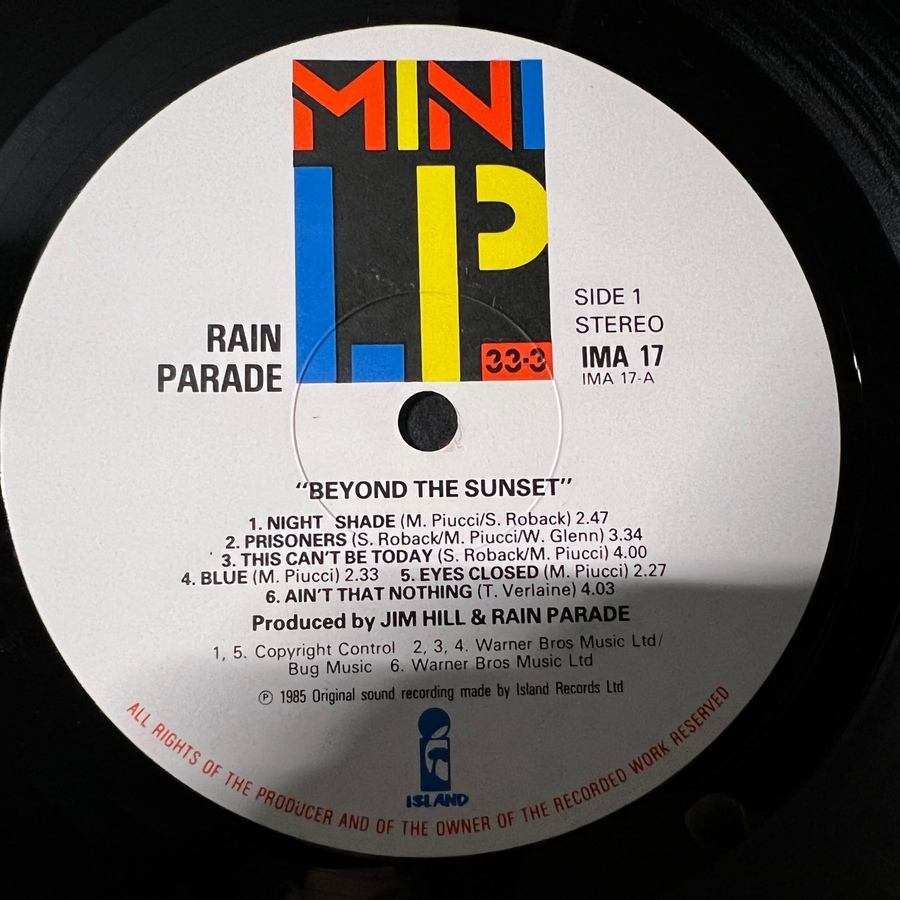 MINI
LP
33·3
RAIN
PARADE
SIDE 1
STEREO
IMA 17
IMA 17-A
"BEYOND THE SUNSET"
1. NIGHT SHADE (M. Piucci/S. Roback) 2.47
2. PRISONERS (S. Roback/M. Piucci/W. Glenn) 3.34
3. THIS CAN'T BE TODAY (S. Roback/M. Piucci) 4.00
4. BLUE (M. Piucci) 2.33 5. EYES CLOSED (M. Piucci) 2.27
6. AIN'T THAT NOTHING (T. Verlaine) 4.03
Produced by JIM HILL & RAIN PARADE
1, 5. Copyright Control 2, 3, 4. Warner Bros Music Ltd/
Bug Music 6. Warner Bros Music Ltd
℗ 1985 Original sound recording made by Island Records Ltd
ISLAND
ALL RIGHTS OF THE PRODUCER AND OF THE OWNER OF THE RECORDED WORK RESERVED